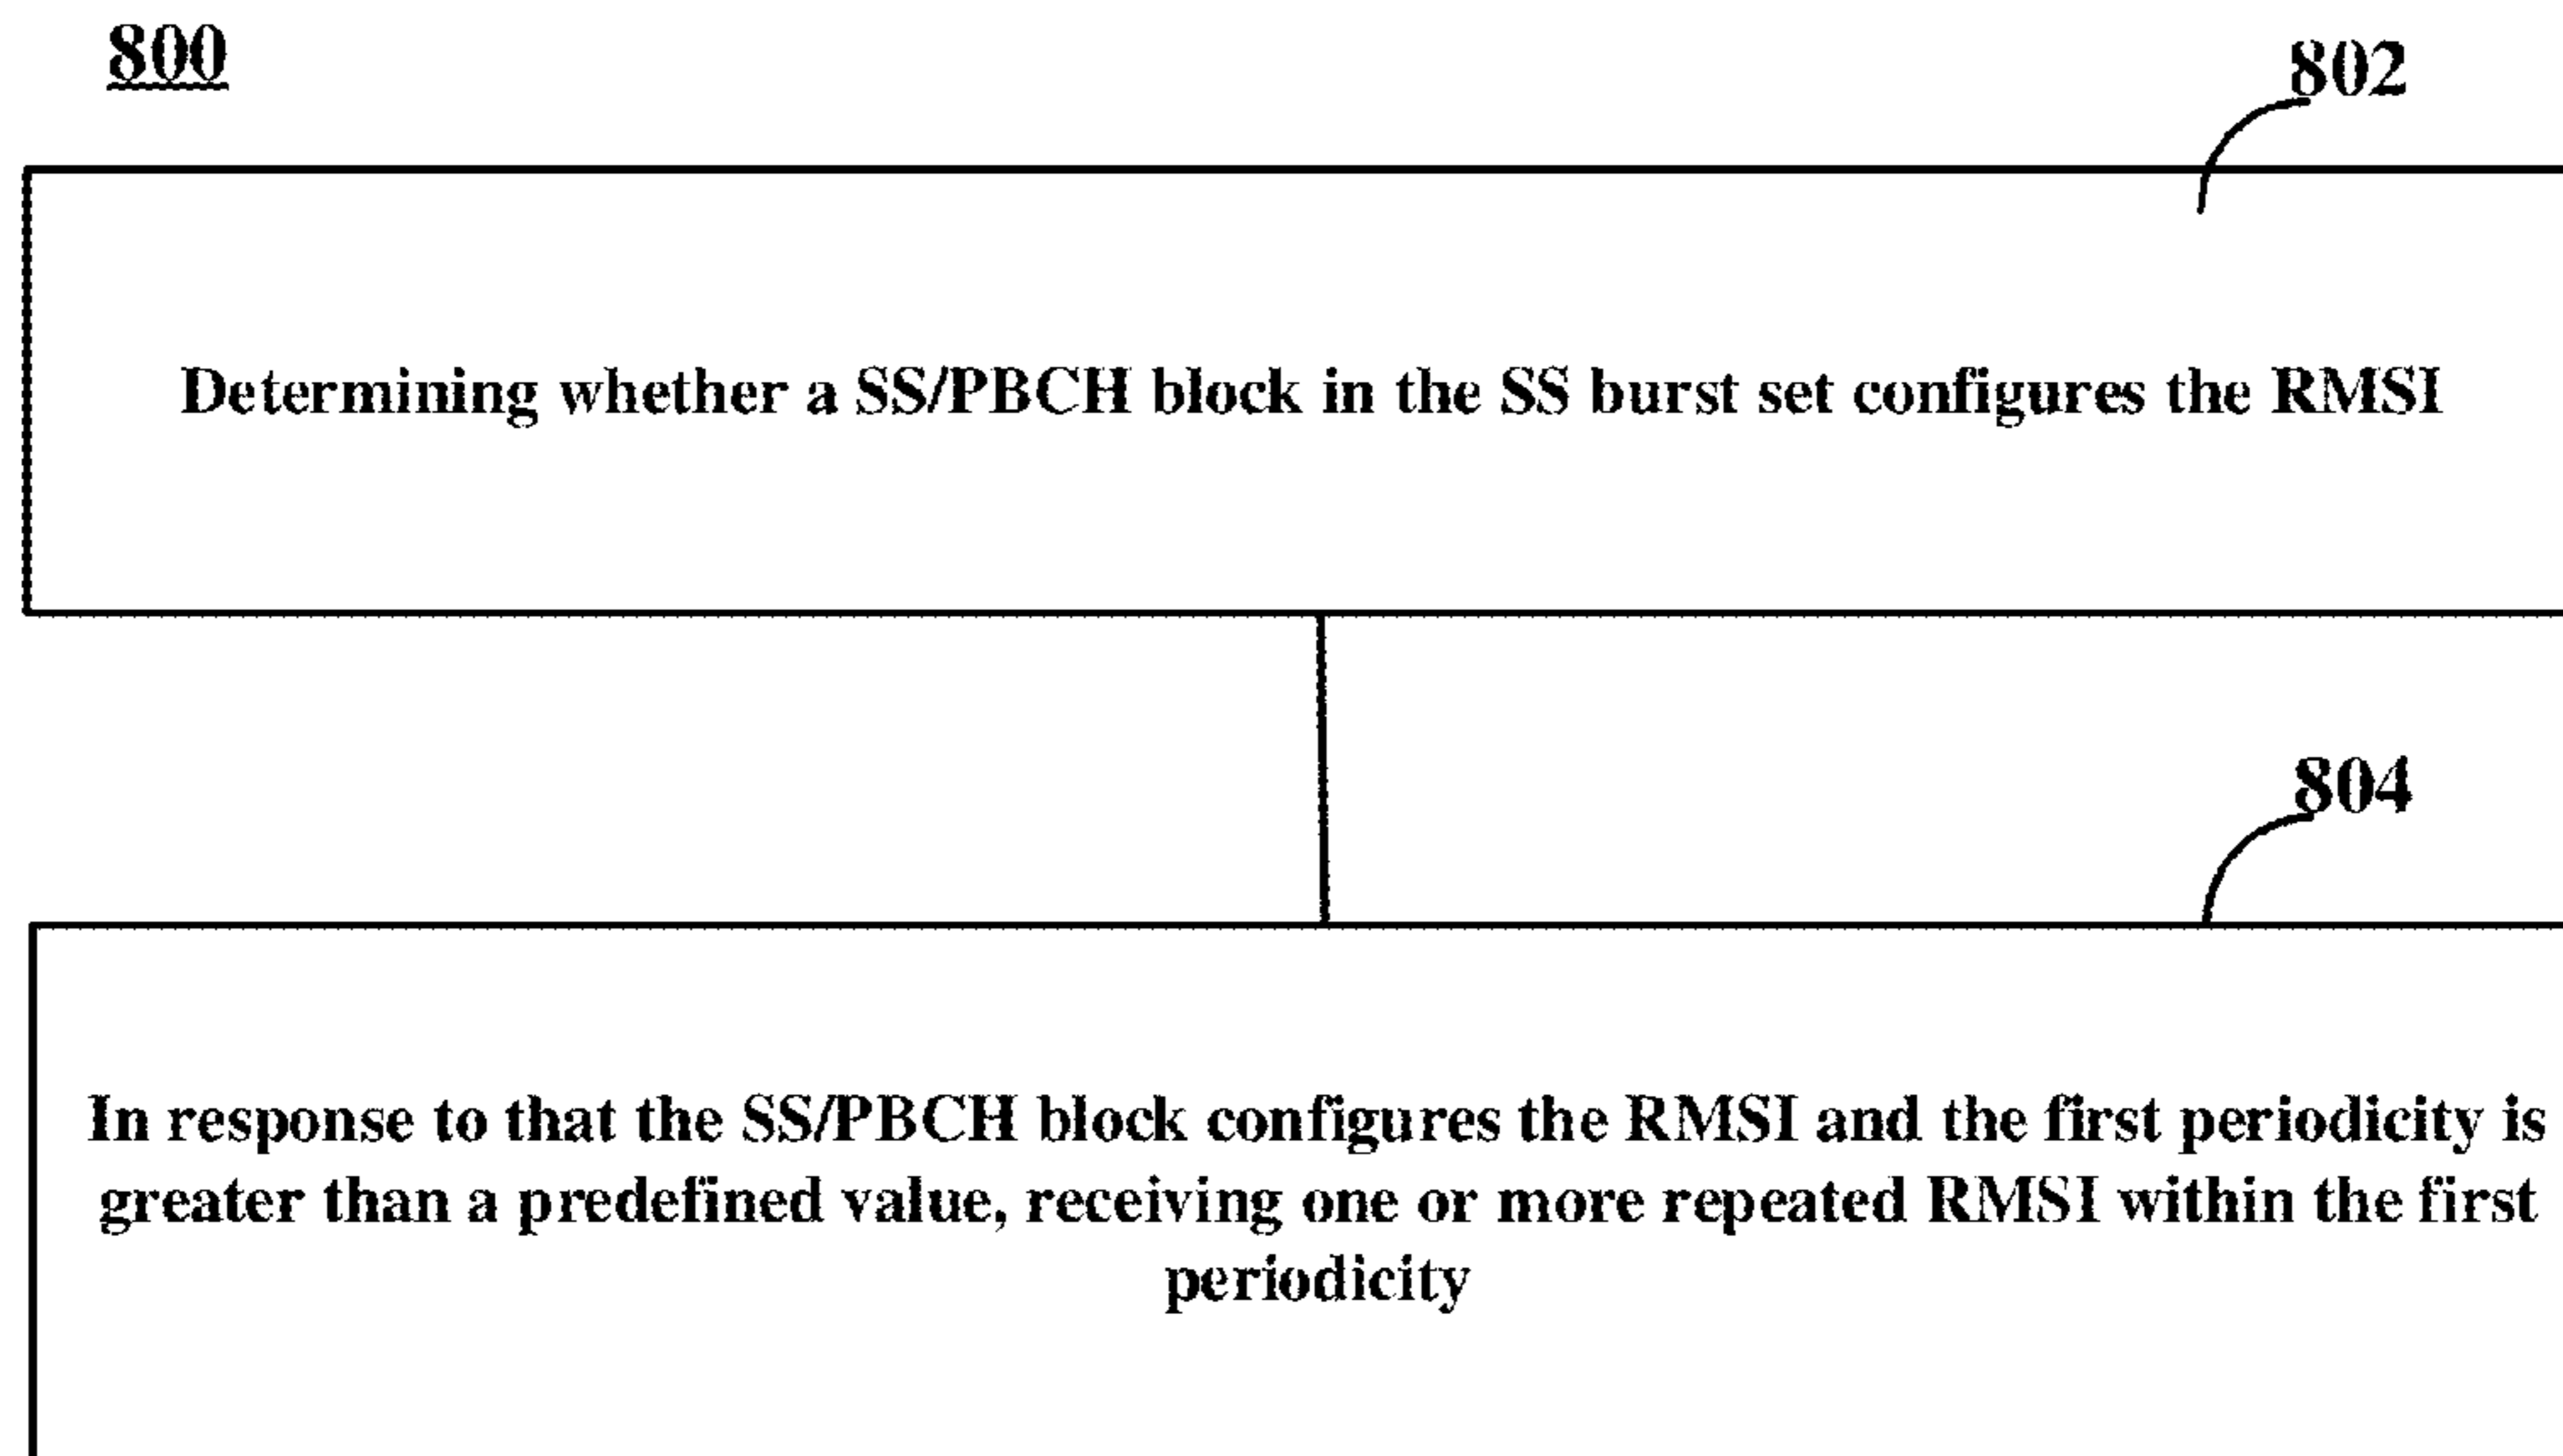 800
802
Determining whether a SS/PBCH block in the SS burst set configures the RMSI
804
In response to that the SS/PBCH block configures the RMSI and the first periodicity is
greater than a predefined value, receiving one or more repeated RMSI within the first
periodicity